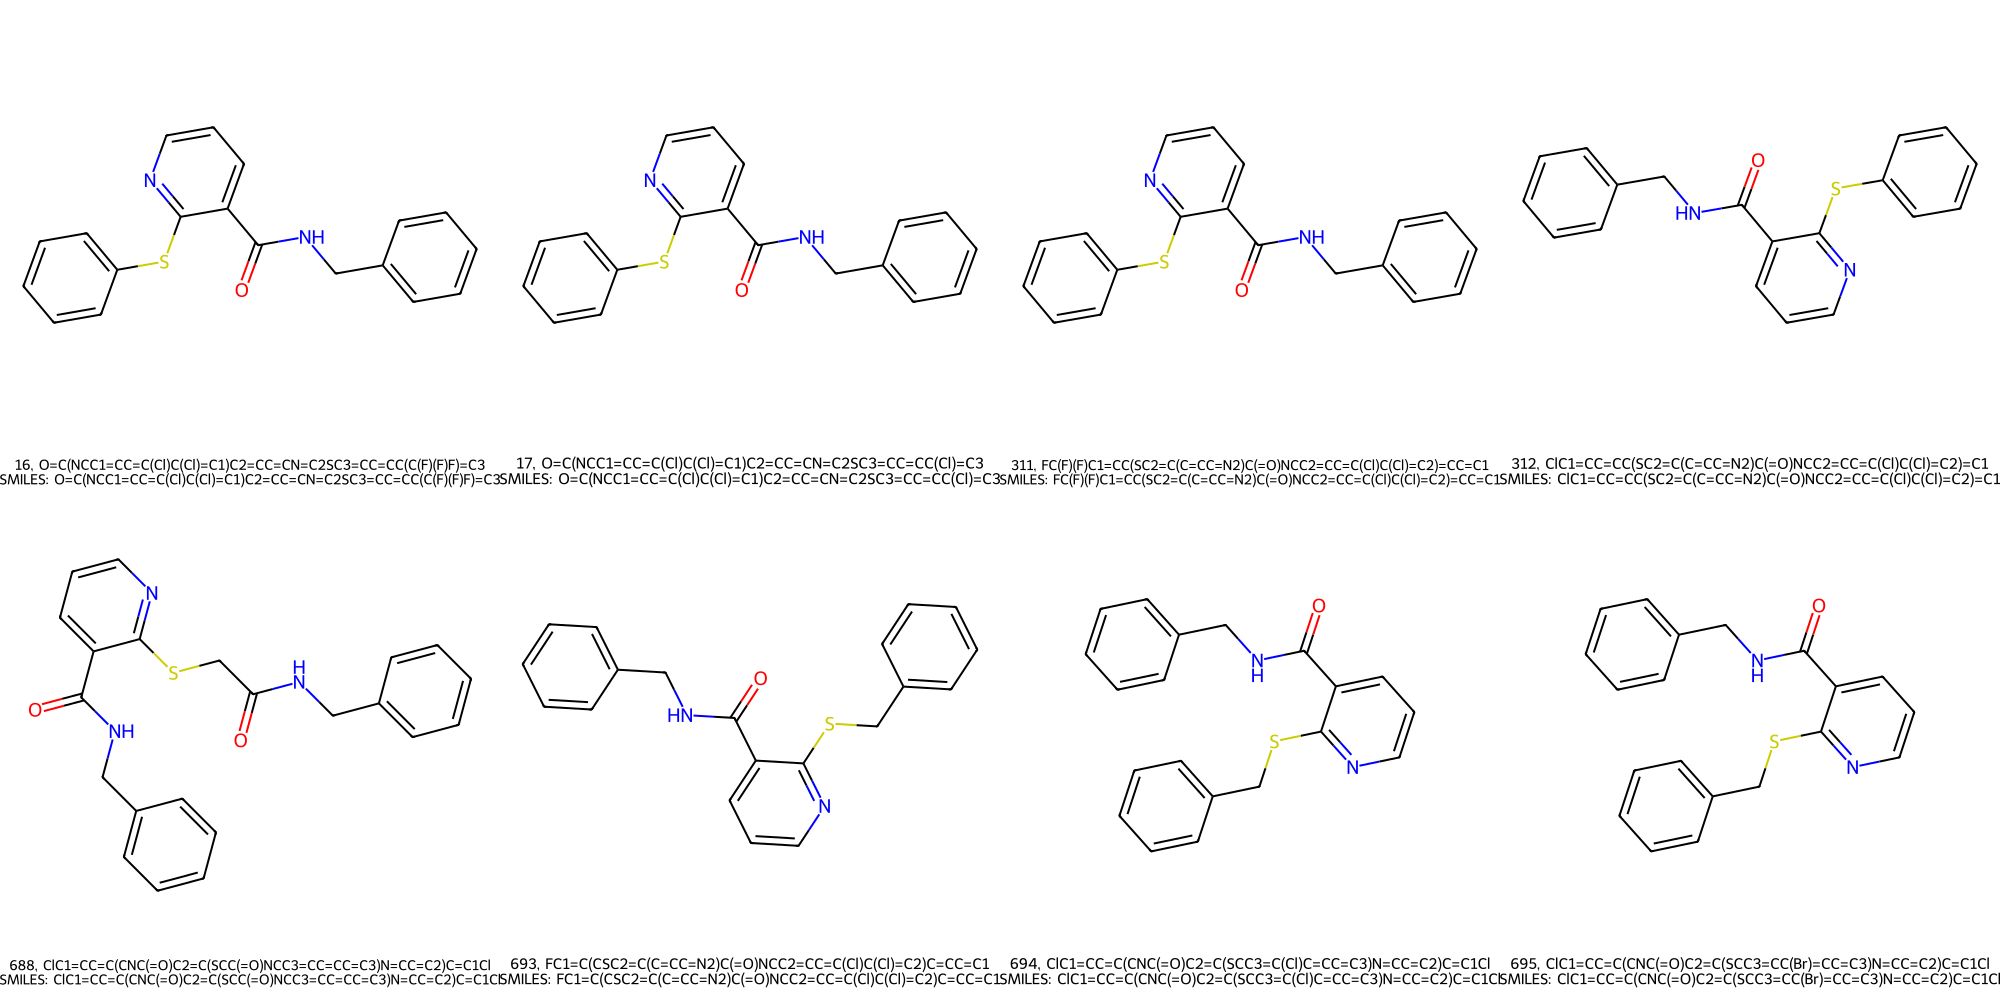 N
NH
S
O
16, O=C(NCC1=CC=C(Cl)C(Cl)=C1)C2=CC=CN=C2SC3=CC=CC(C(F)(F)F)=C3
SMILES: O=C(NCC1=CC=C(Cl)C(Cl)=C1)C2=CC=CN=C2SC3=CC=CC(C(F)(F)F)=C3
N
NH
S
O
17, O=C(NCC1=CC=C(Cl)C(Cl)=C1)C2=CC=CN=C2SC3=CC=CC(Cl)=C3
SMILES: O=C(NCC1=CC=C(Cl)C(Cl)=C1)C2=CC=CN=C2SC3=CC=CC(Cl)=C3
N
NH
S
O
311, FC(F)(F)C1=CC(SC2=C(C=CC=N2)C(=O)NCC2=CC=C(Cl)C(Cl)=C2)=CC=C1
SMILES: FC(F)(F)C1=CC(SC2=C(C=CC=N2)C(=O)NCC2=CC=C(Cl)C(Cl)=C2)=CC=C1
O
S
HN
N
312, ClC1=CC=CC(SC2=C(C=CC=N2)C(=O)NCC2=CC=C(Cl)C(Cl)=C2)=C1
SMILES: ClC1=CC=CC(SC2=C(C=CC=N2)C(=O)NCC2=CC=C(Cl)C(Cl)=C2)=C1
N
H
N
S
O
NH
O
688, ClC1=CC=C(CNC(=O)C2=C(SCC(=O)NCC3=CC=CC=C3)N=CC=C2)C=C1Cl
SMILES: ClC1=CC=C(CNC(=O)C2=C(SCC(=O)NCC3=CC=CC=C3)N=CC=C2)C=C1Cl
O
HN
S
N
693, FC1=C(CSC2=C(C=CC=N2)C(=O)NCC2=CC=C(Cl)C(Cl)=C2)C=CC=C1
SMILES: FC1=C(CSC2=C(C=CC=N2)C(=O)NCC2=CC=C(Cl)C(Cl)=C2)C=CC=C1
O
N
H
S
N
694, ClC1=CC=C(CNC(=O)C2=C(SCC3=C(Cl)C=CC=C3)N=CC=C2)C=C1Cl
SMILES: ClC1=CC=C(CNC(=O)C2=C(SCC3=C(Cl)C=CC=C3)N=CC=C2)C=C1Cl
O
N
H
S
N
695, ClC1=CC=C(CNC(=O)C2=C(SCC3=CC(Br)=CC=C3)N=CC=C2)C=C1Cl
SMILES: ClC1=CC=C(CNC(=O)C2=C(SCC3=CC(Br)=CC=C3)N=CC=C2)C=C1Cl